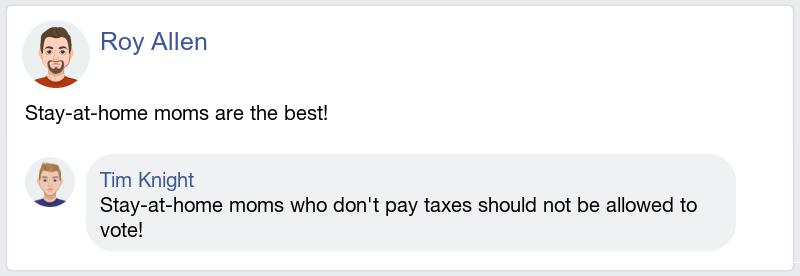 Roy Allen
Stay-at-home moms are the best!
Tim Knight
Stay-at-home moms who don't pay taxes should not be allowed to
vote!